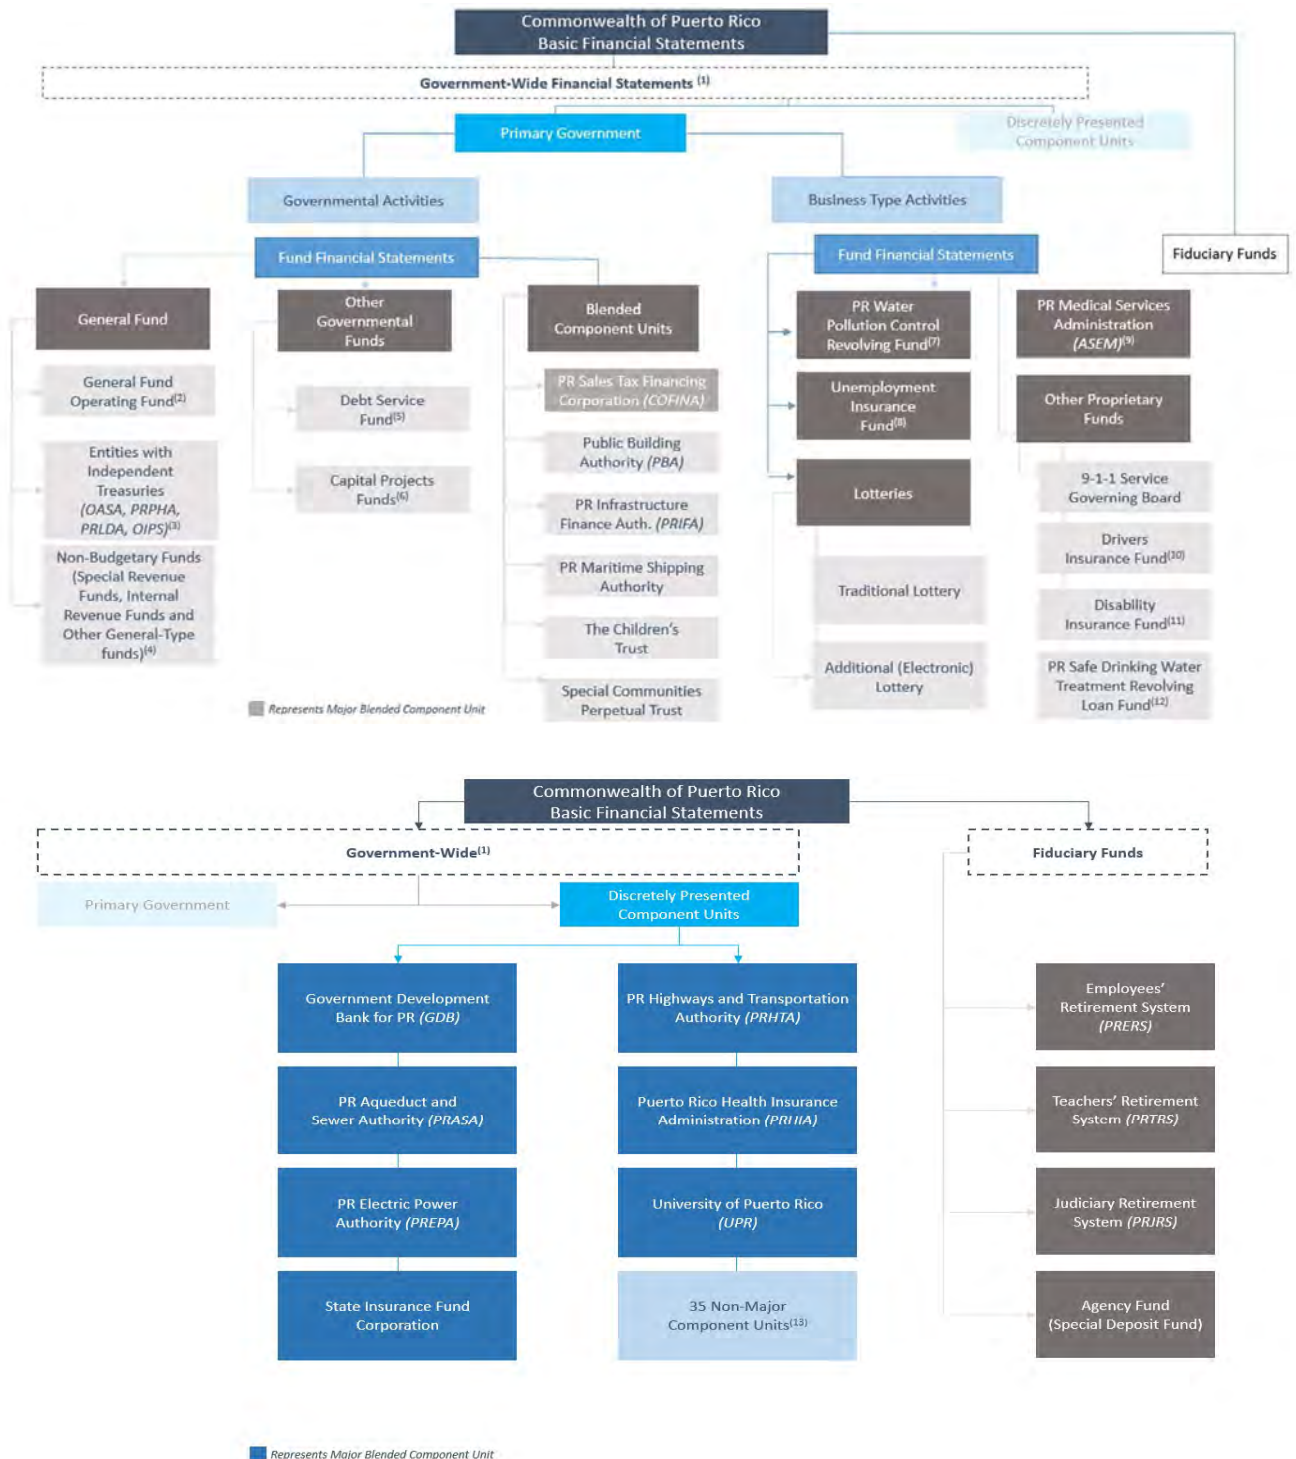 Commonwealth of Puerto Rico
Basic Financial Statements
Government-Wide Financial Statements (1)
Primary Government
Discretely Presented
Component Units
Governmental Activities
Business Type Activities
Fund Financial Statements
Fund Financial Statements
Fiduciary Funds
General Fund
Other
Governmental
Funds
Blended
Component Units
PR Water
Pollution Control
Revolving Fund(7)
PR Medical Services
Administration
(ASEM)(9)
General Fund
Operating Fund(2)
Debt Service
Fund(5)
PR Sales Tax Financing
Corporation (COFINA)
Unemployment
Insurance
Fund(8)
Other Proprietary
Funds
Entities with
Independent
Treasuries
(OASA, PRPHA,
PRLDA, OIPS)(3)
Capital Projects
Funds(6)
Public Building
Authority (PBA)
Lotteries
9-1-1 Service
Governing Board
PR Infrastructure
Finance Auth. (PRIFA)
Drivers
Insurance Fund(10)
Non-Budgetary Funds
(Special Revenue
Funds, Internal
Revenue Funds and
Other General-Type
funds)(4)
PR Maritime Shipping
Authority
Traditional Lottery
Disability
Insurance Fund(11)
The Children's
Trust
Additional (Electronic)
Lottery
PR Safe Drinking Water
Treatment Revolving
Loan Fund(12)
Special Communities
Perpetual Trust
Represents Major Blended Component Unit
Commonwealth of Puerto Rico
Basic Financial Statements
Government-Wide(1)
Fiduciary Funds
Primary Government
Discretely Presented
Component Units
Government Development
Bank for PR (GDB)
PR Highways and Transportation
Authority (PRHTA)
Employees'
Retirement System
(PRERS)
PR Aqueduct and
Sewer Authority (PRASA)
Puerto Rico Health Insurance
Administration (PRHIA)
Teachers' Retirement
System (PRTRS)
PR Electric Power
Authority (PREPA)
University of Puerto Rico
(UPR)
Judiciary Retirement
System (PRJRS)
State Insurance Fund
Corporation
35 Non-Major
Component Units(13)
Agency Fund
(Special Deposit Fund)
Represents Major Blended Component Unit